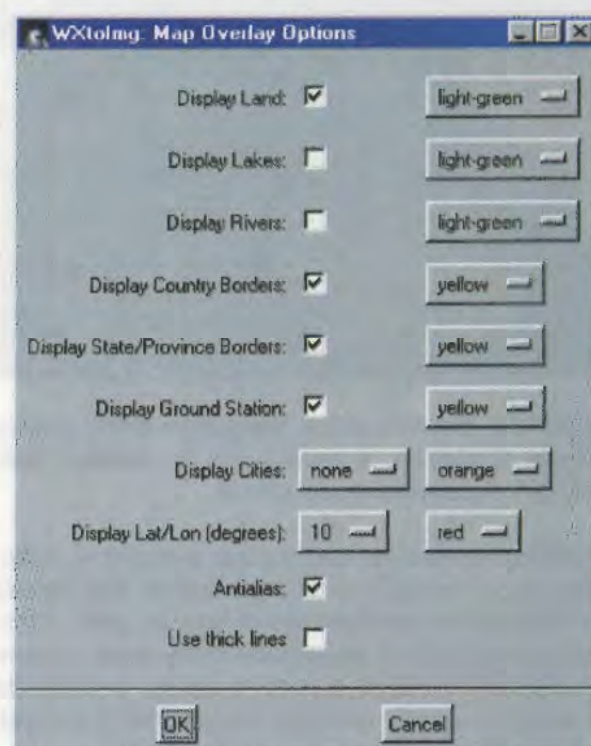 WXtoImg: Map Overlay Options
Display Land: light-green
Display Lakes: light-green
Display Rivers: light-green
Display Country Borders: yellow
Display State/Province Borders: yellow
Display Ground Station: yellow
Display Cities: none orange
Display Lat/Lon (degrees): 10 red
Antialias:
Use thick lines
OK Cancel